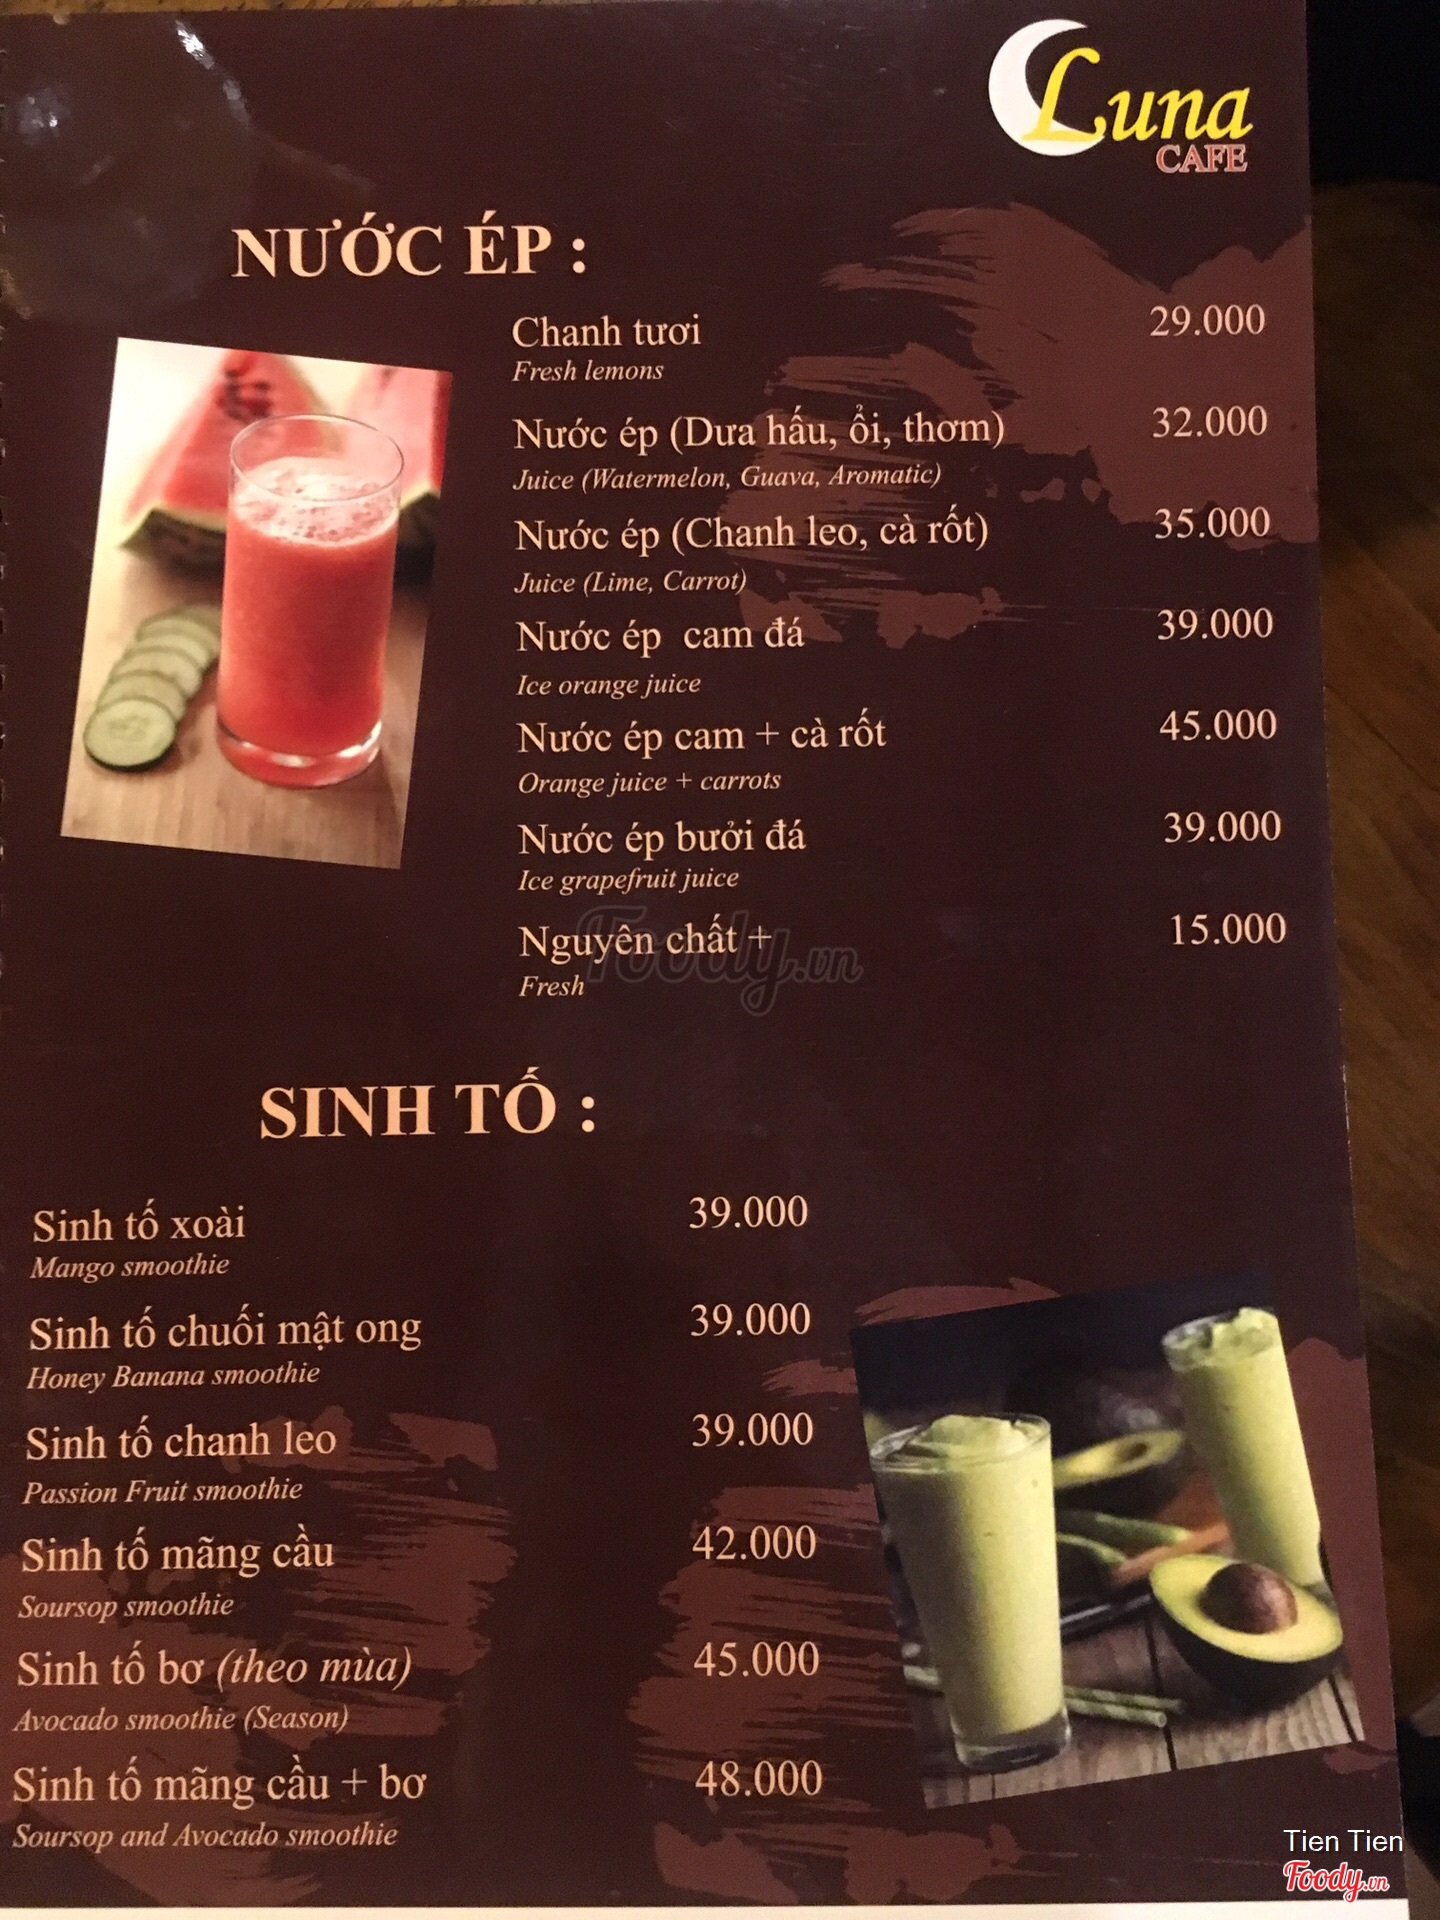 Luna
CAFE
NƯỚC ÉP :
Chanh tươi 29.000
Fresh lemons
Nước ép (Dưa hấu, ổi, thơm) 32.000
Juice (Watermelon, Guava, Aromatic)
Nước ép (Chanh leo, cà rốt) 35.000
Juice (Lime, Carrot)
Nước ép cam đá 39.000
Ice orange juice
Nước ép cam + cà rốt 45.000
Orange juice + carrots
Nước ép bưởi đá 39.000
Ice grapefruit juice
Nguyên chất + 15.000
Fresh
Foody.vn
SINH TỐ :
Sinh tố xoài 39.000
Mango smoothie
Sinh tố chuối mật ong 39.000
Honey Banana smoothie
Sinh tố chanh leo 39.000
Passion Fruit smoothie
Sinh tố mãng cầu 42.000
Soursop smoothie
Sinh tố bơ (theo mùa) 45.000
Avocado smoothie (Season)
Sinh tố mãng cầu + bơ 48.000
Soursop and Avocado smoothie
Tien Tien
Foody.vn